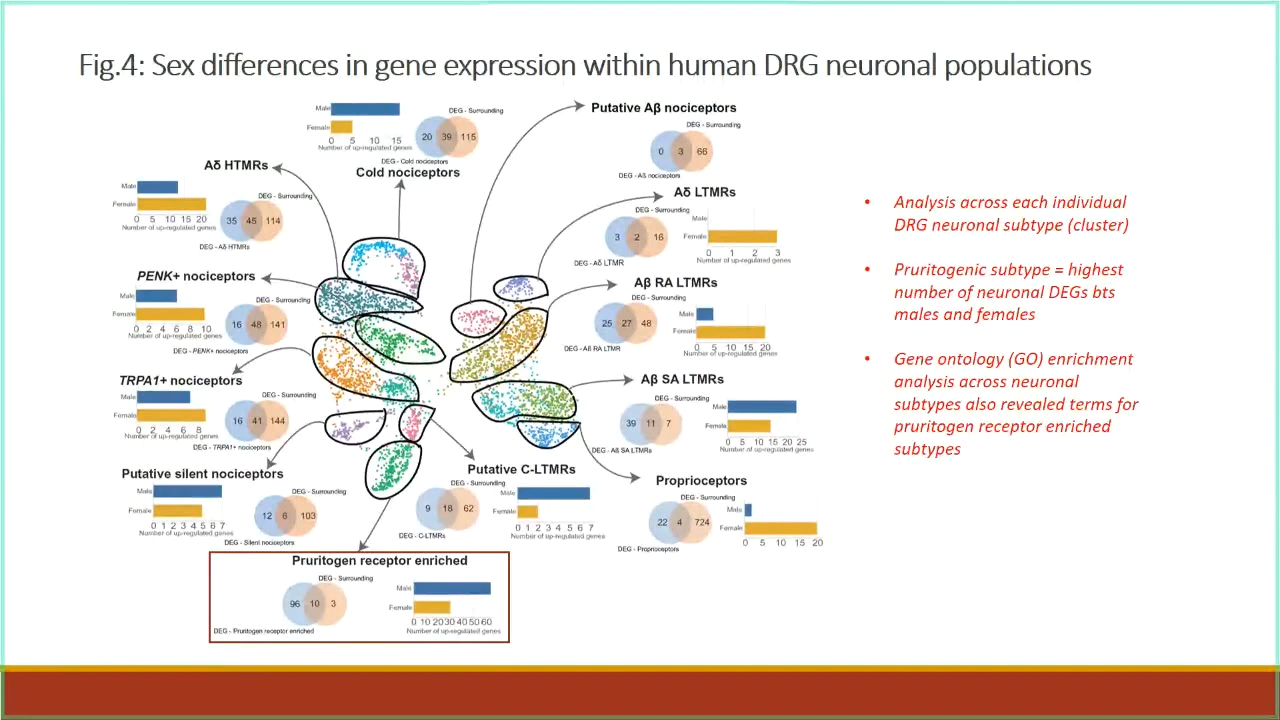 Fig.4: Sex differences in gene expression within human DRG neuronal populations
Male
Female
0 5 10 15
Number of up-regulated genes
DEG - Surrounding
20 39 115
DEG - Cold nociceptors
Cold nociceptors
Putative Aβ nociceptors
DEG - Surrounding
0 3 66
DEG - Aβ nociceptors
Aδ HTMRs
Male
Female
0 5 10 15 20
Number of up-regulated genes
DEG - Surrounding
35 45 114
DEG - Aδ HTMRs
Aδ LTMRs
DEG - Surrounding
3 2 16
DEG - Aδ LTMR
Male
Female
0 1 2 3
Number of up-regulated genes
PENK+ nociceptors
Male
Female
0 2 4 6 8 10
Number of up-regulated genes
DEG - Surrounding
16 48 141
DEG - PENK+ nociceptors
Aβ RA LTMRs
DEG - Surrounding
25 27 48
DEG - Aβ RA LTMR
Male
Female
0 5 10 15 20
Number of up-regulated genes
TRPA1+ nociceptors
Male
Female
0 2 4 6 8
Number of up-regulated genes
DEG - Surrounding
16 41 144
DEG - TRPA1+ nociceptors
Aβ SA LTMRs
DEG - Surrounding
39 11 7
DEG - Aβ SA LTMRs
Male
Female
0 5 10 15 20 25
Number of up-regulated genes
Putative silent nociceptors
Male
Female
0 1 2 3 4 5 6 7
Number of up-regulated genes
DEG - Surrounding
12 6 103
DEG - Silent nociceptors
Putative C-LTMRs
DEG - Surrounding
9 18 62
DEG - C-LTMRs
Male
Female
0 1 2 3 4 5 6 7
Number of up-regulated genes
Proprioceptors
DEG - Surrounding
22 4 724
DEG - Proprioceptors
Male
Female
0 5 10 15 20
Pruritogen receptor enriched
DEG - Surrounding
96 10 3
DEG - Pruritogen receptor enriched
Male
Female
0 10 20 30 40 50 60
Number of up-regulated genes
• Analysis across each individual
DRG neuronal subtype (cluster)
• Pruritogenic subtype = highest
number of neuronal DEGs bts
males and females
• Gene ontology (GO) enrichment
analysis across neuronal
subtypes also revealed terms for
pruritogen receptor enriched
subtypes